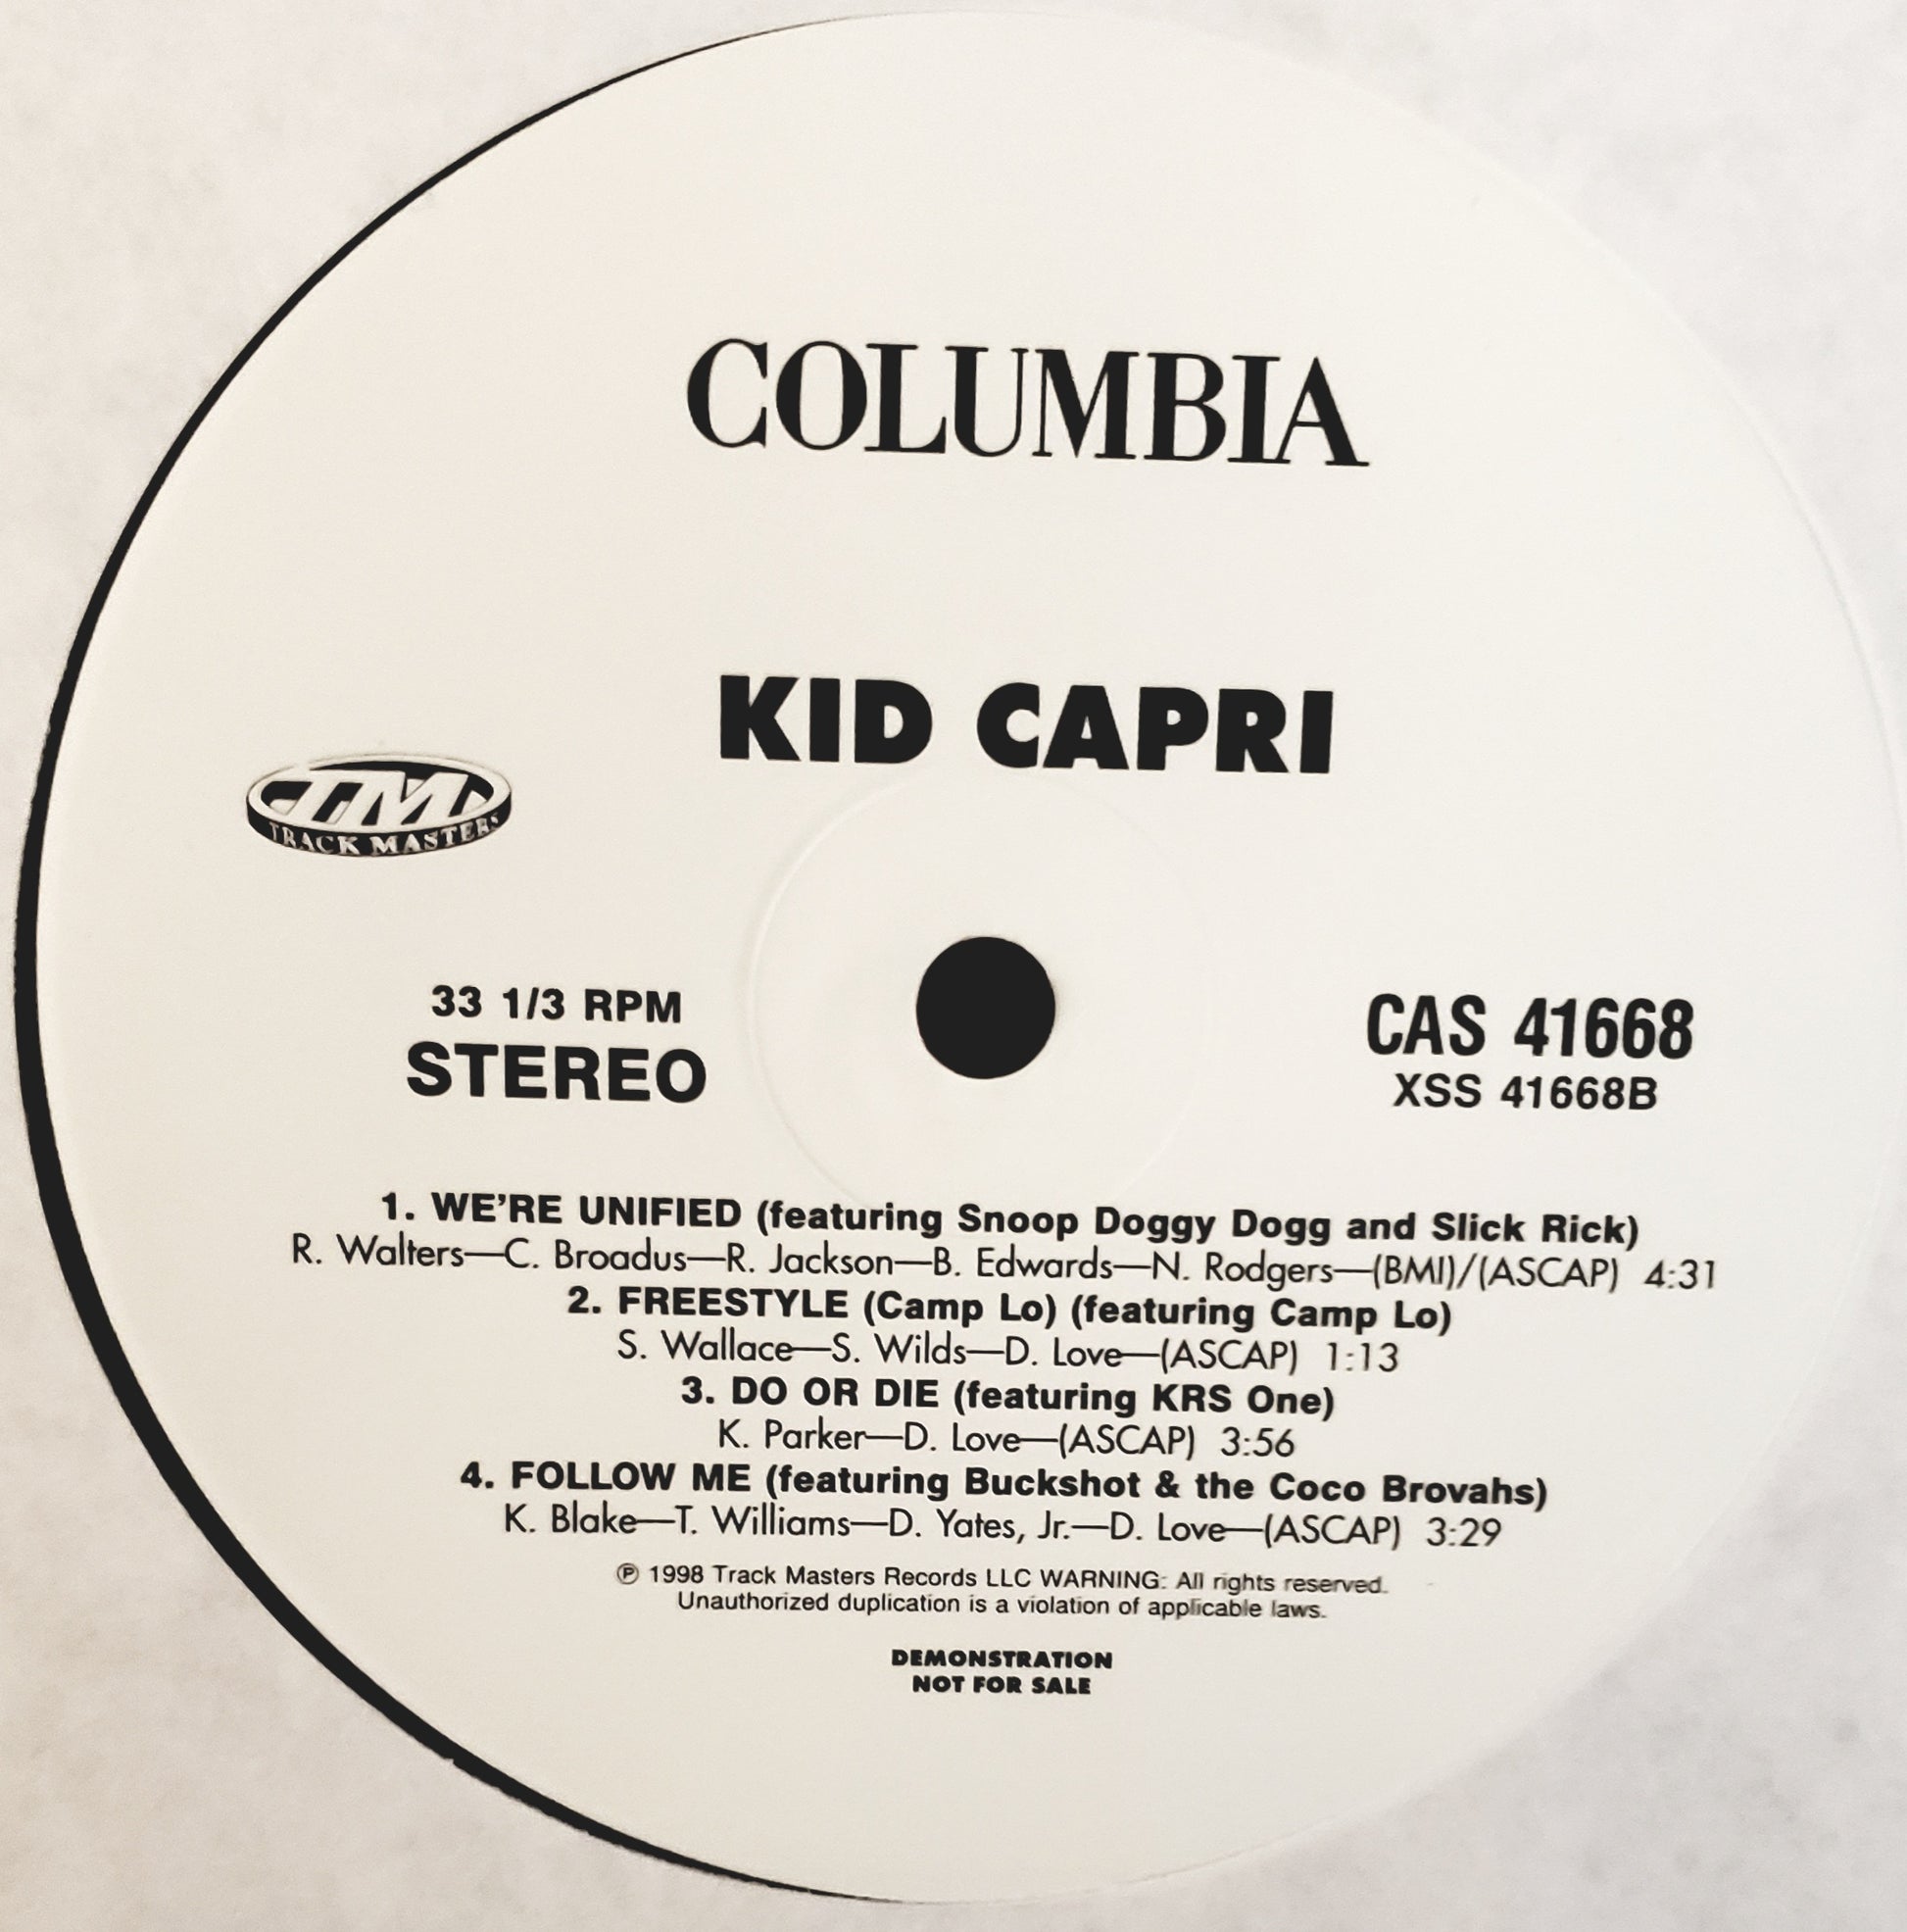 COLUMBIA
KID CAPRI
TM
TRACK MASTERS
33 1/3 RPM
STEREO
CAS 41668
XSS 41668B
1. WE'RE UNIFIED (featuring Snoop Doggy Dogg and Slick Rick)
R. Walters—C. Broadus—R. Jackson—B. Edwards—N. Rodgers—(BMI)/(ASCAP) 4:31
2. FREESTYLE (Camp Lo) (featuring Camp Lo)
S. Wallace—S. Wilds—D. Love—(ASCAP) 1:13
3. DO OR DIE (featuring KRS One)
K. Parker—D. Love—(ASCAP) 3:56
4. FOLLOW ME (featuring Buckshot & the Coco Brovahs)
K. Blake—T. Williams—D. Yates, Jr.—D. Love—(ASCAP) 3:29
℗ 1998 Track Masters Records LLC WARNING: All rights reserved.
Unauthorized duplication is a violation of applicable laws.
DEMONSTRATION
NOT FOR SALE